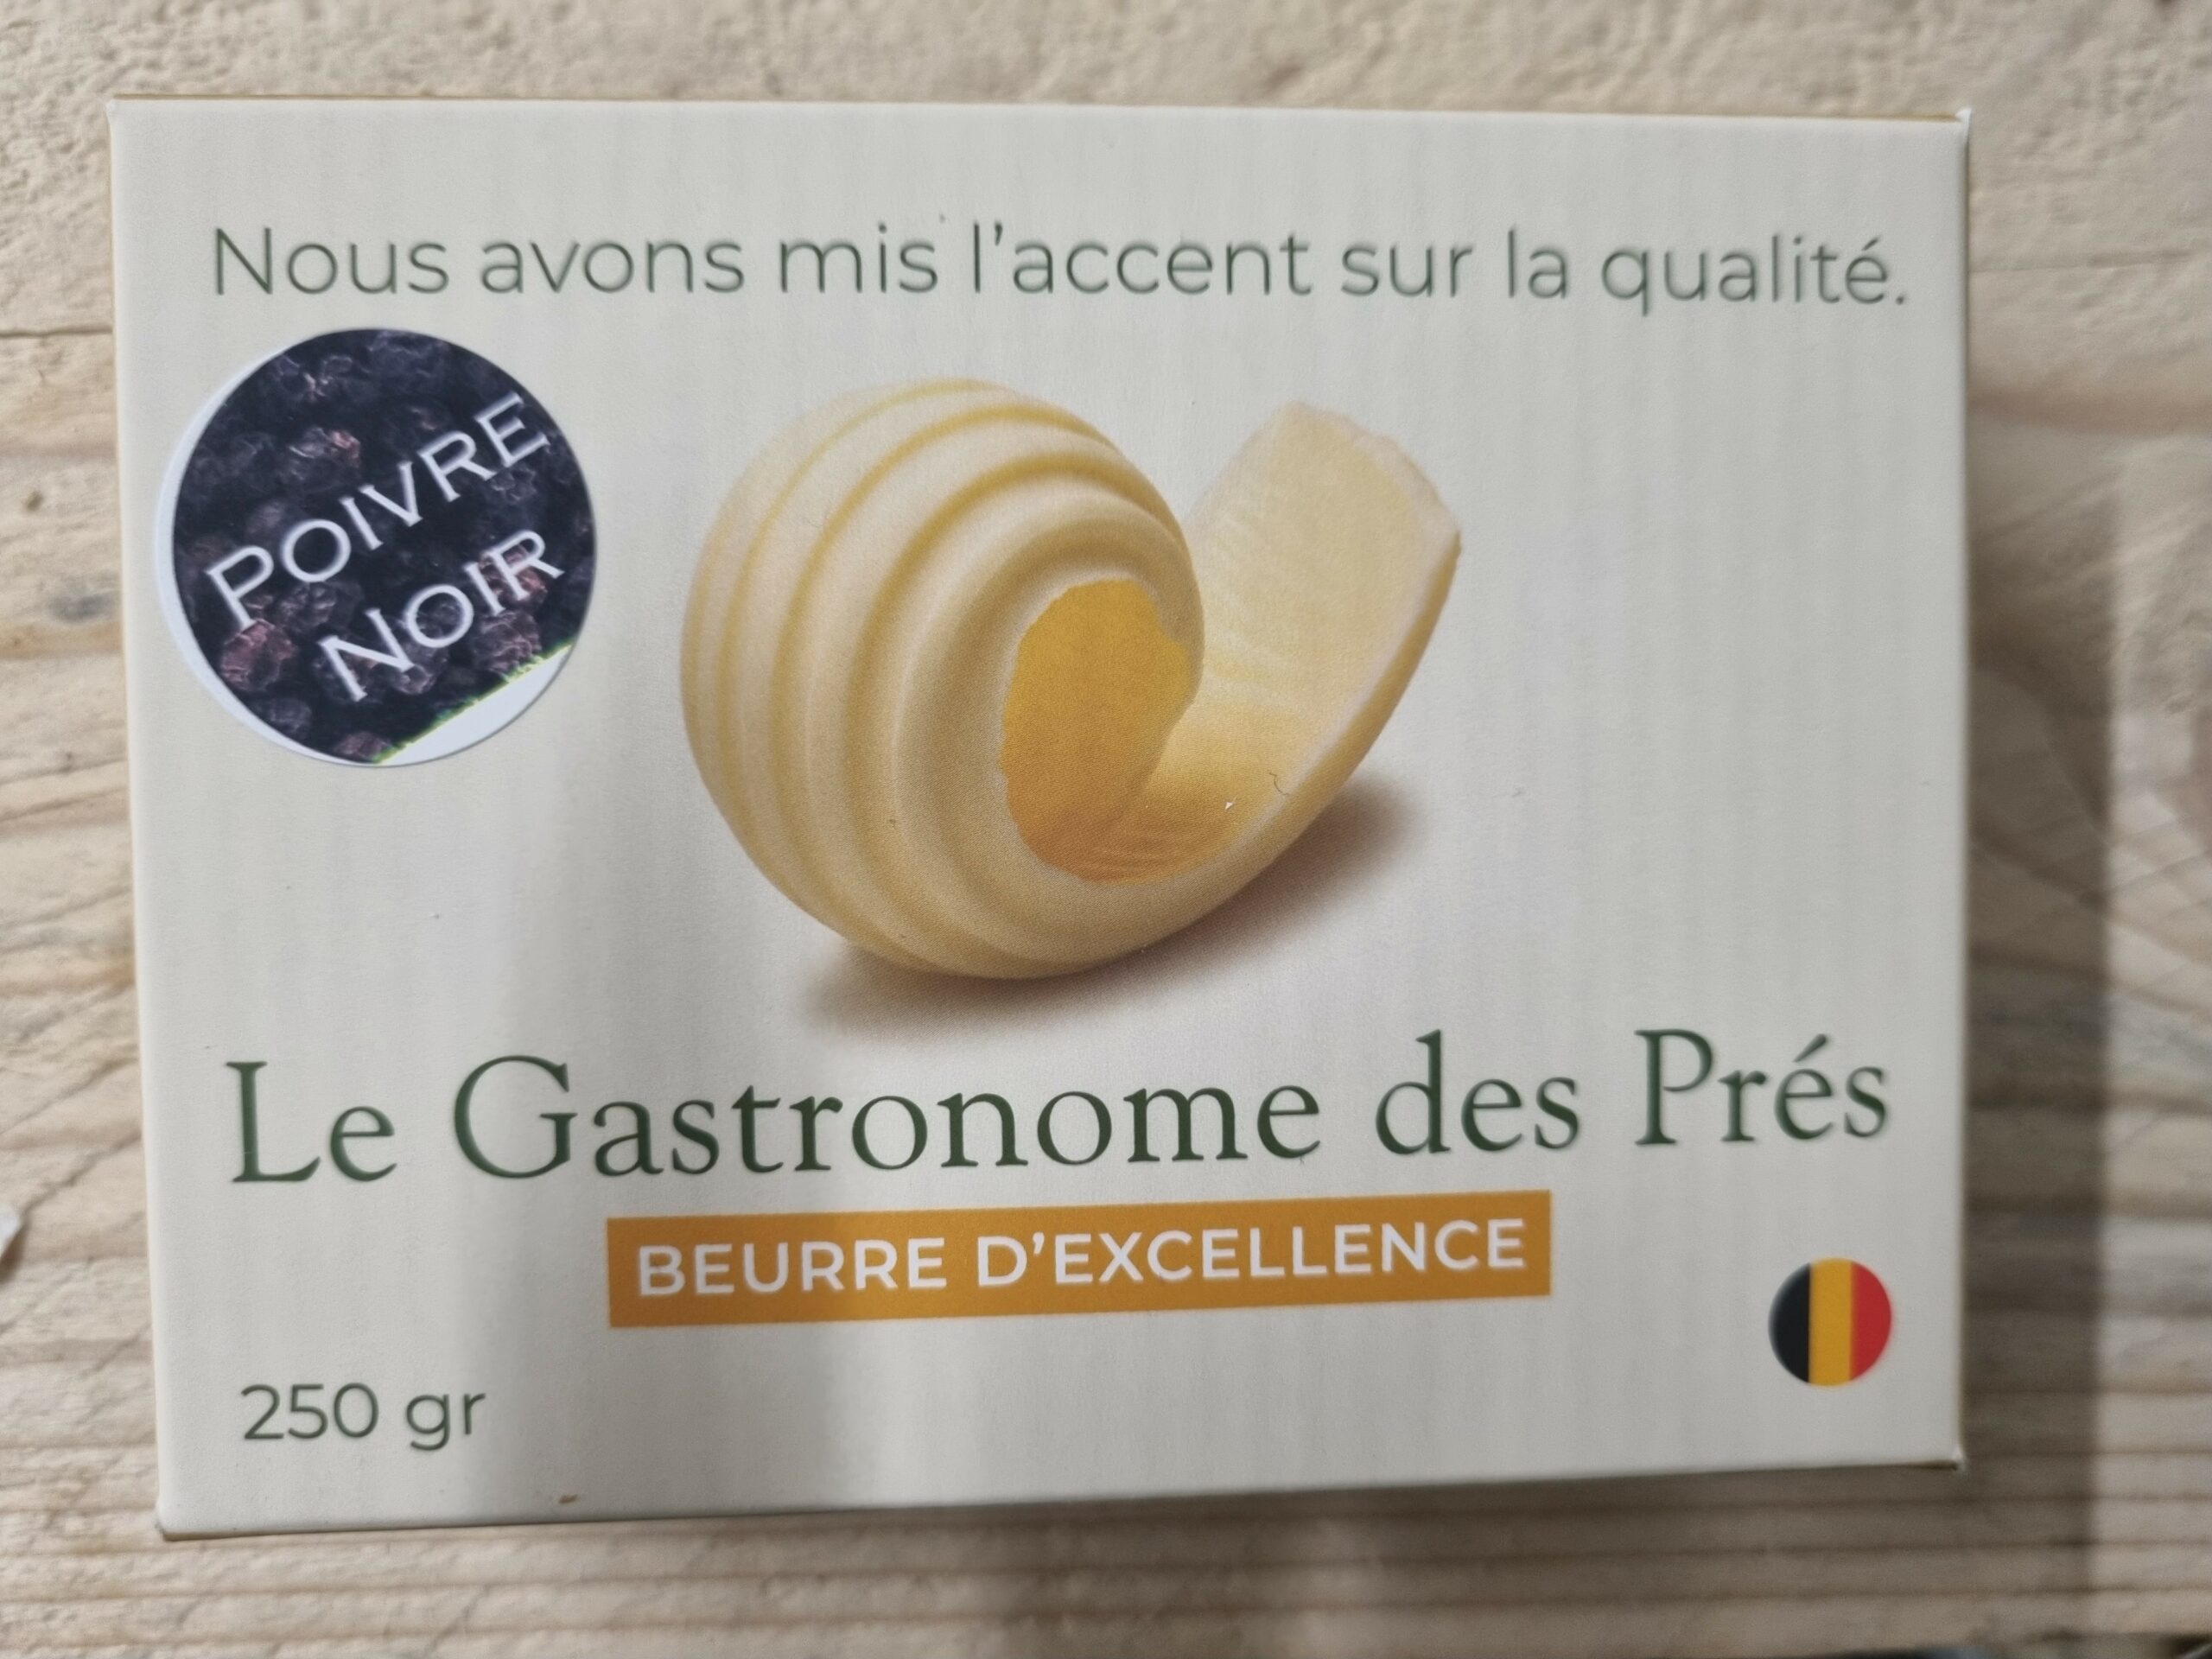 Nous avons mis l'accent sur la qualité.
POIVRE
NOIR
Le Gastronome des Prés
BEURRE D'EXCELLENCE
250 gr